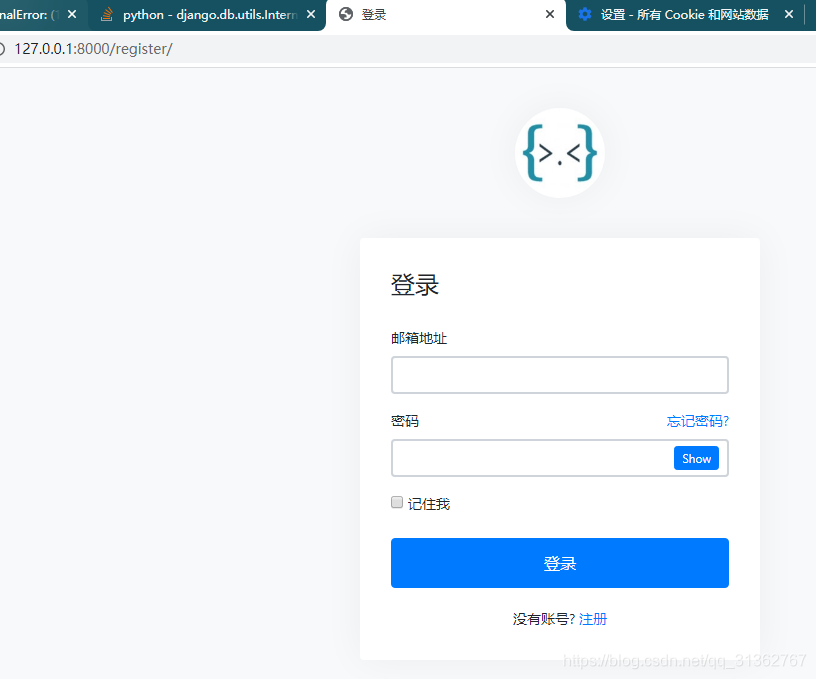 nalError: (1
python - django.db.utils.Intern
登录
设置 - 所有 Cookie 和网站数据
127.0.0.1:8000/register/
{>.<}
登录
邮箱地址
密码
忘记密码?
Show
记住我
登录
没有账号? 注册
https://blog.csdn.net/qq_31362767